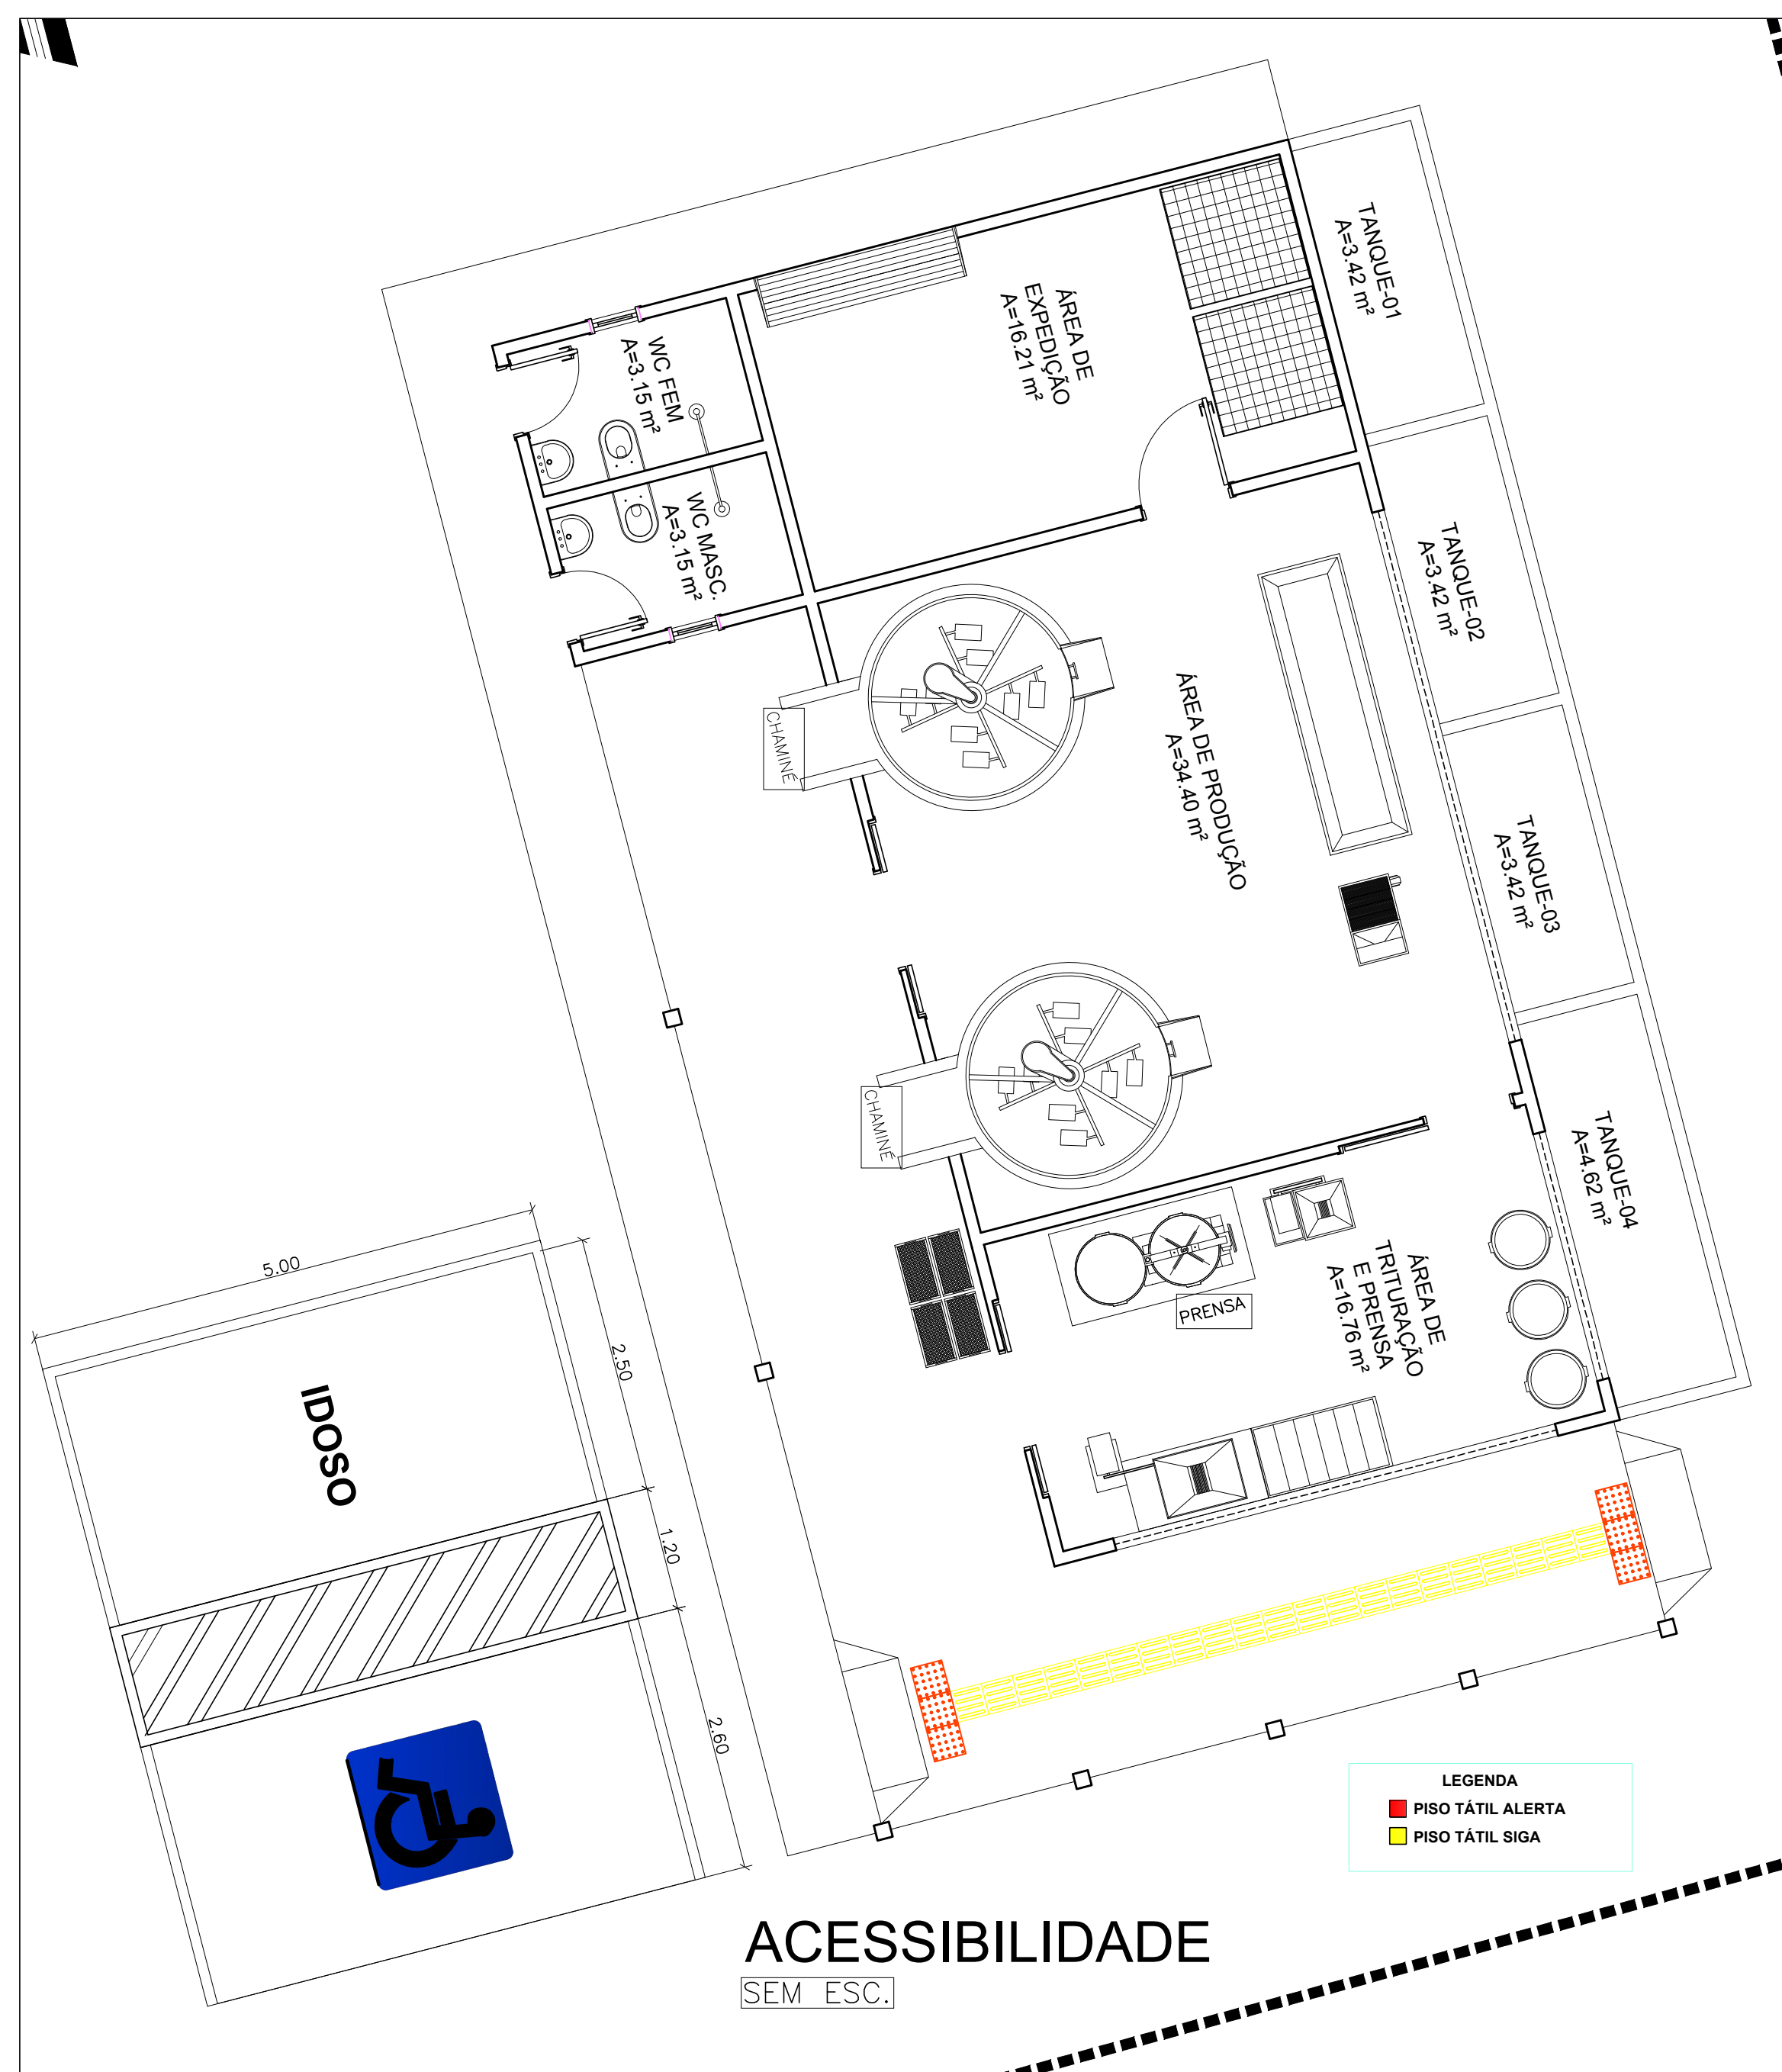 TANQUE-01
A=3.42 m²
ÁREA DE
EXPEDIÇÃO
A=16.21 m²
WC FEM
A=3.15 m²
WC MASC.
A=3.15 m²
TANQUE-02
A=3.42 m²
CHAMINÉ
ÁREA DE PRODUÇÃO
A=34.40 m²
TANQUE-03
A=3.42 m²
CHAMINÉ
TANQUE-04
A=4.62 m²
ÁREA DE
TRITURAÇÃO
E PRENSA
A=16.76 m²
PRENSA
5.00
2.50
IDOSO
1.20
2.60
LEGENDA
PISO TÁTIL ALERTA
PISO TÁTIL SIGA
ACESSIBILIDADE
SEM ESC.